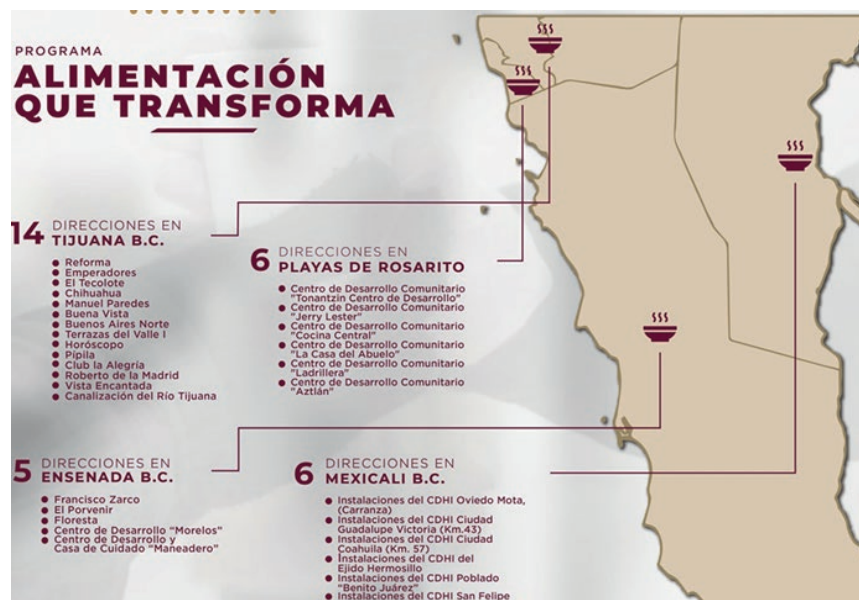 PROGRAMA
ALIMENTACIÓN
QUE TRANSFORMA
14 DIRECCIONES EN
TIJUANA B.C.
Reforma
Emperadores
El Tecolote
Chihuahua
Manuel Paredes
Buena Vista
Buenos Aires Norte
Terrazas del Valle I
Horóscopo
Pípila
Club la Alegría
Roberto de la Madrid
Vista Encantada
Canalización del Río Tijuana
6 DIRECCIONES EN
PLAYAS DE ROSARITO
Centro de Desarrollo Comunitario
"Tonantzin Centro de Desarrollo"
Centro de Desarrollo Comunitario
"Jerry Lester"
Centro de Desarrollo Comunitario
"Cocina Central"
Centro de Desarrollo Comunitario
"La Casa del Abuelo"
Centro de Desarrollo Comunitario
"Ladrillera"
Centro de Desarrollo Comunitario
"Aztlán"
5 DIRECCIONES EN
ENSENADA B.C.
Francisco Zarco
El Porvenir
Floresta
Centro de Desarrollo "Morelos"
Centro de Desarrollo y
Casa de Cuidado "Maneadero"
6 DIRECCIONES EN
MEXICALI B.C.
Instalaciones del CDHI Oviedo Mota,
(Carranza)
Instalaciones del CDHI Ciudad
Guadalupe Victoria (Km.43)
Instalaciones del CDHI Ciudad
Coahuila (Km. 57)
Instalaciones del CDHI del
Ejido Hermosillo
Instalaciones del CDHI Poblado
"Benito Juárez"
Instalaciones del CDHI San Felipe